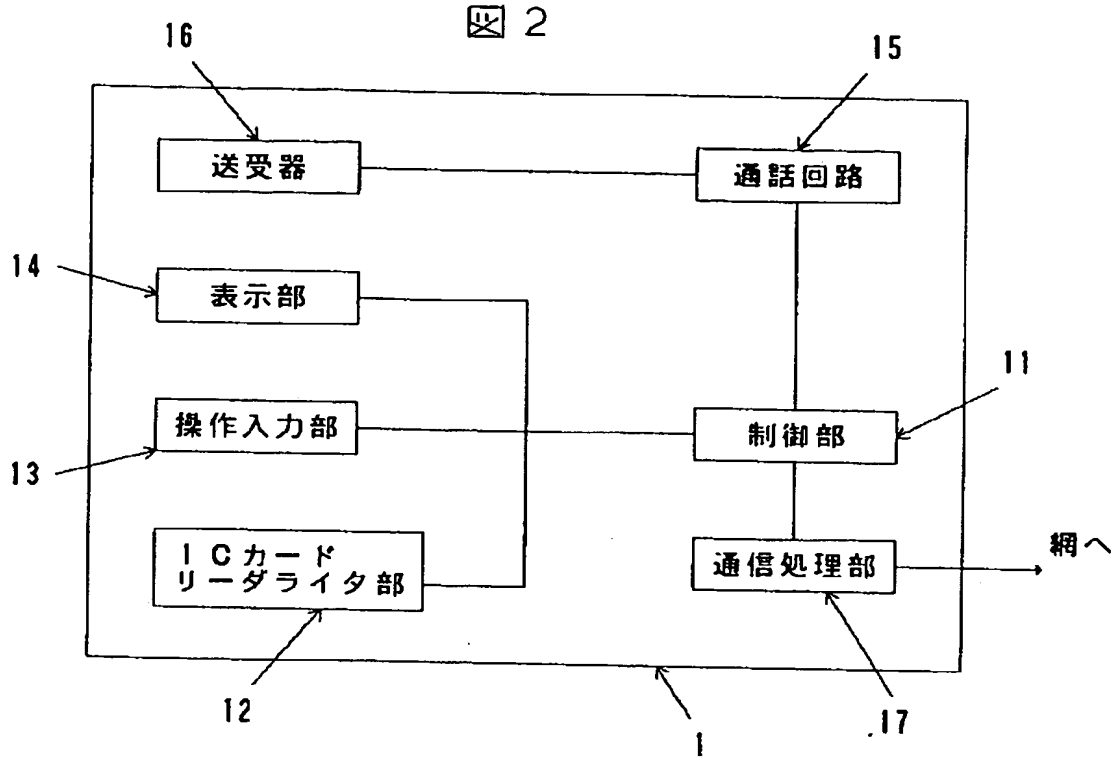 図2
16
15
送受器
通話回路
14
表示部
11
操作入力部
制御部
13
ICカード
リーダライタ部
通信処理部
網へ
12
17
1